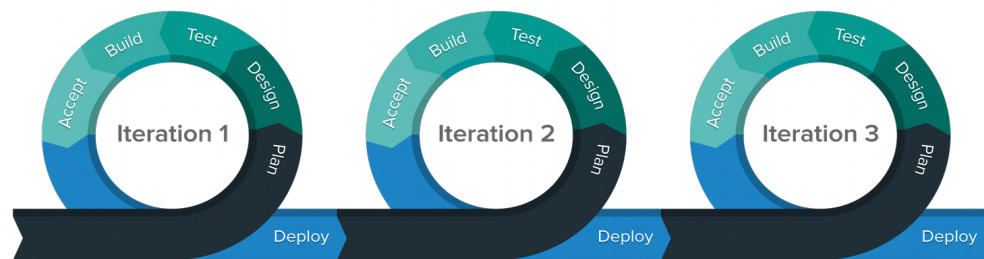 Build
Test
Accept
Design
Iteration 1
Plan
Deploy
Build
Test
Accept
Design
Iteration 2
Plan
Deploy
Build
Test
Accept
Design
Iteration 3
Plan
Deploy